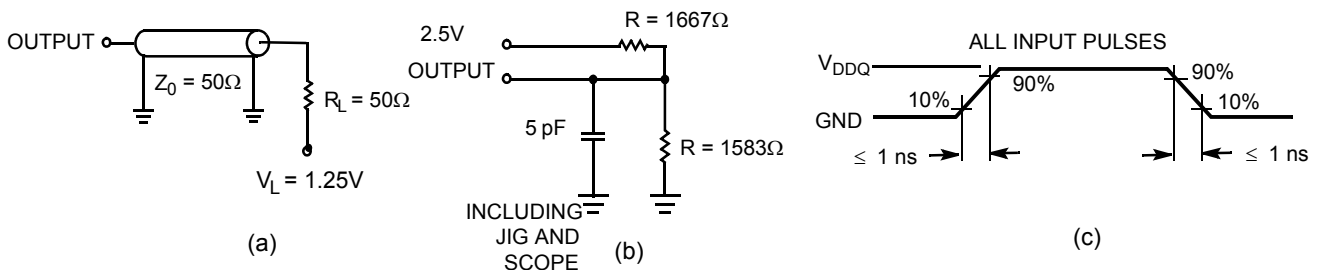 OUTPUT
Z0 = 50Ω
RL = 50Ω
VL = 1.25V
(a)
R = 1667Ω
2.5V
OUTPUT
5 pF
R = 1583Ω
INCLUDING
JIG AND
SCOPE
(b)
ALL INPUT PULSES
VDDQ
90%
90%
10%
10%
GND
≤ 1 ns
≤ 1 ns
(c)